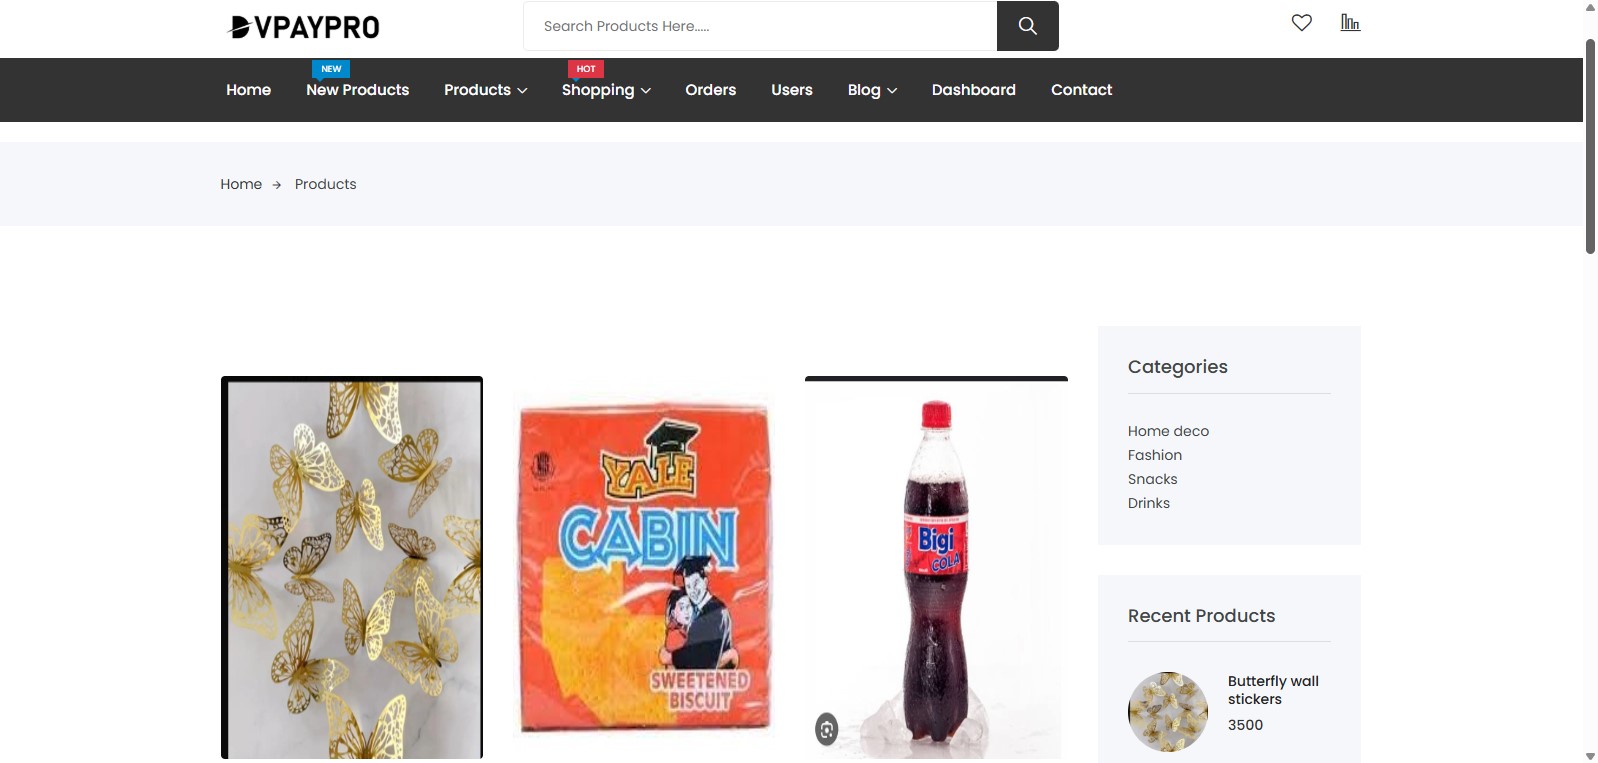 DVPAYPRO
Search Products Here.....
NEW
HOT
Home
New Products
Products
Shopping
Orders
Users
Blog
Dashboard
Contact
Home → Products
YALE
CABIN
SWEETENED
BISCUIT
Bigi
COLA
Categories
Home deco
Fashion
Snacks
Drinks
Recent Products
Butterfly wall
stickers
3500